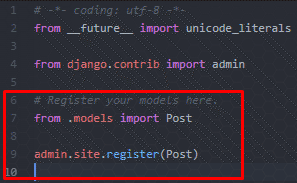 1 # -*- coding: utf-8 -*-
2 from __future__ import unicode_literals
3
4 from django.contrib import admin
5
6 # Register your models here.
7 from .models import Post
8
9 admin.site.register(Post)
10